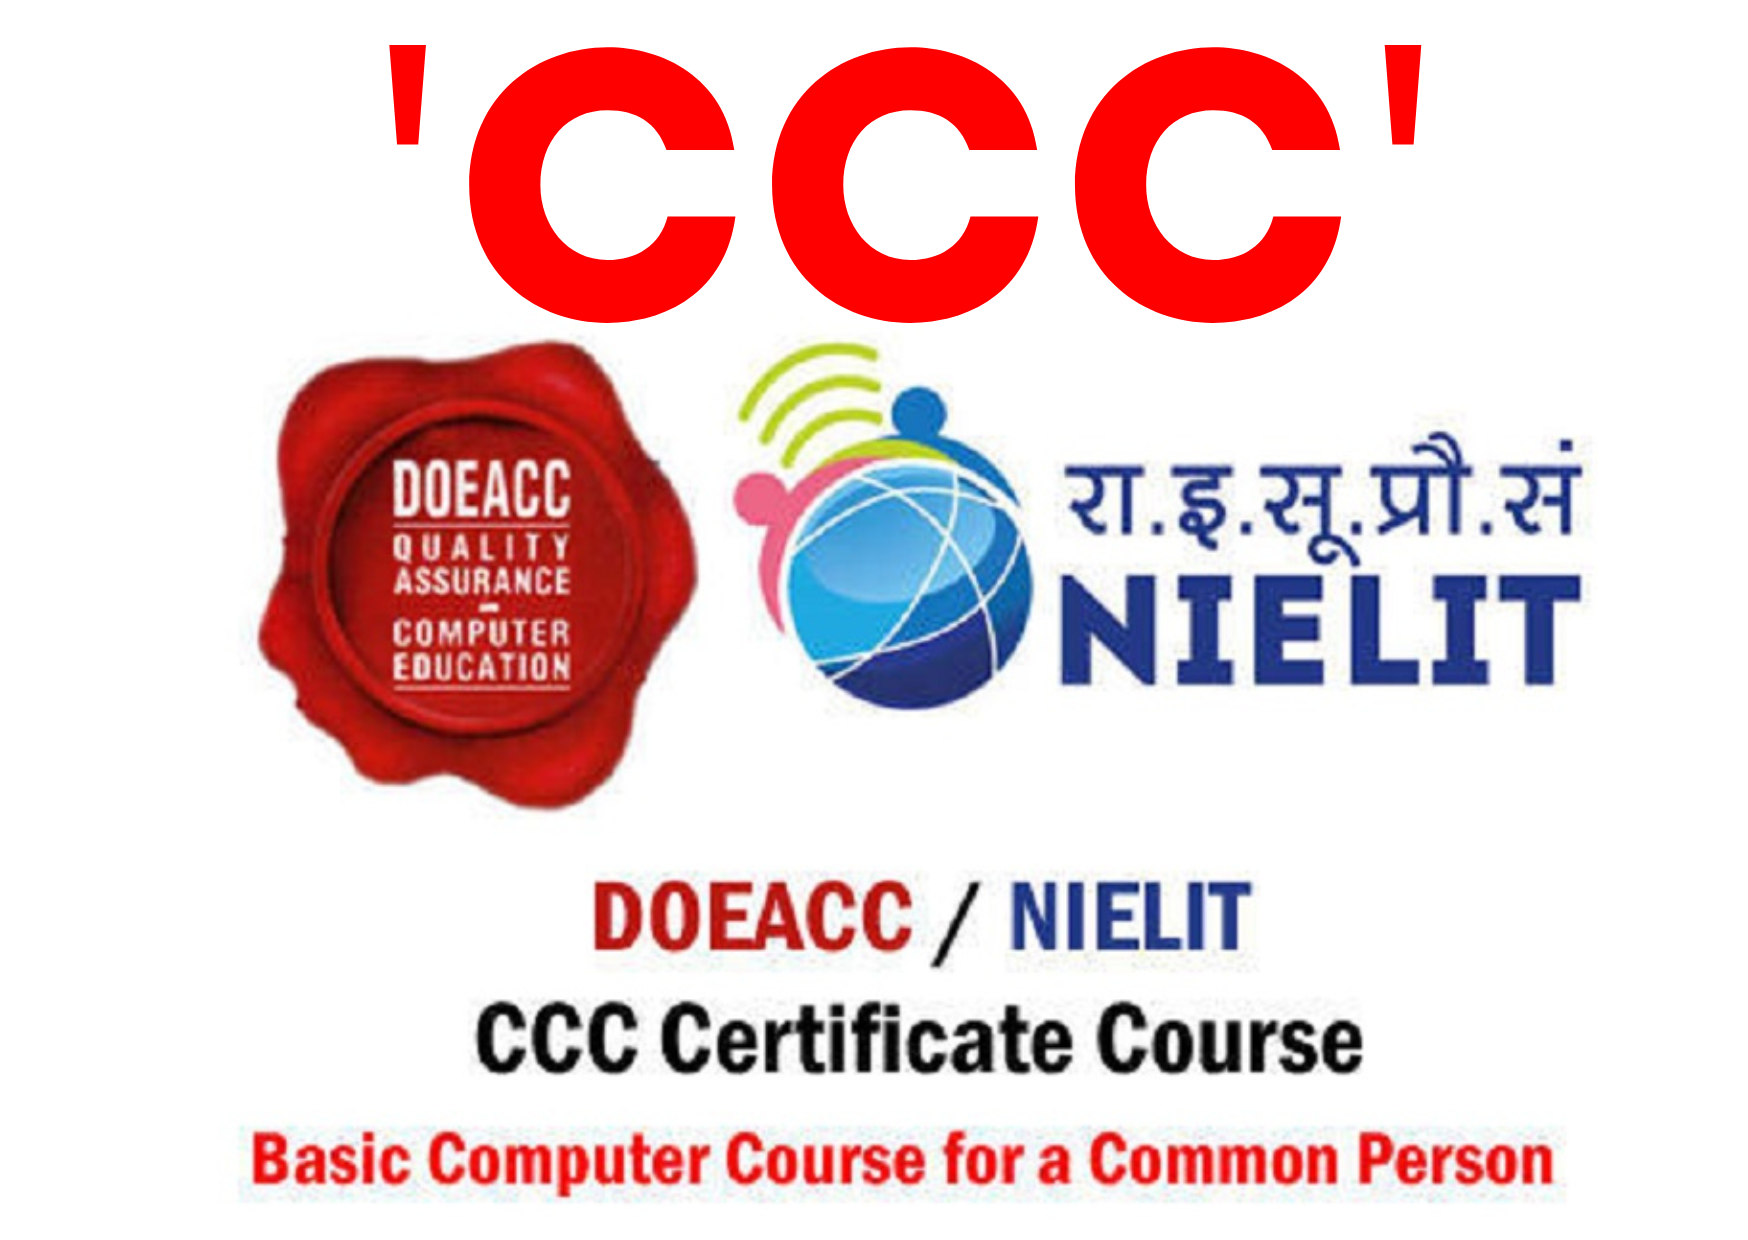 'CCC'
DOEACC
QUALITY
ASSURANCE
-
COMPUTER
EDUCATION
रा.इ.सू.प्रौ.सं
NIELIT
DOEACC / NIELIT
CCC Certificate Course
Basic Computer Course for a Common Person